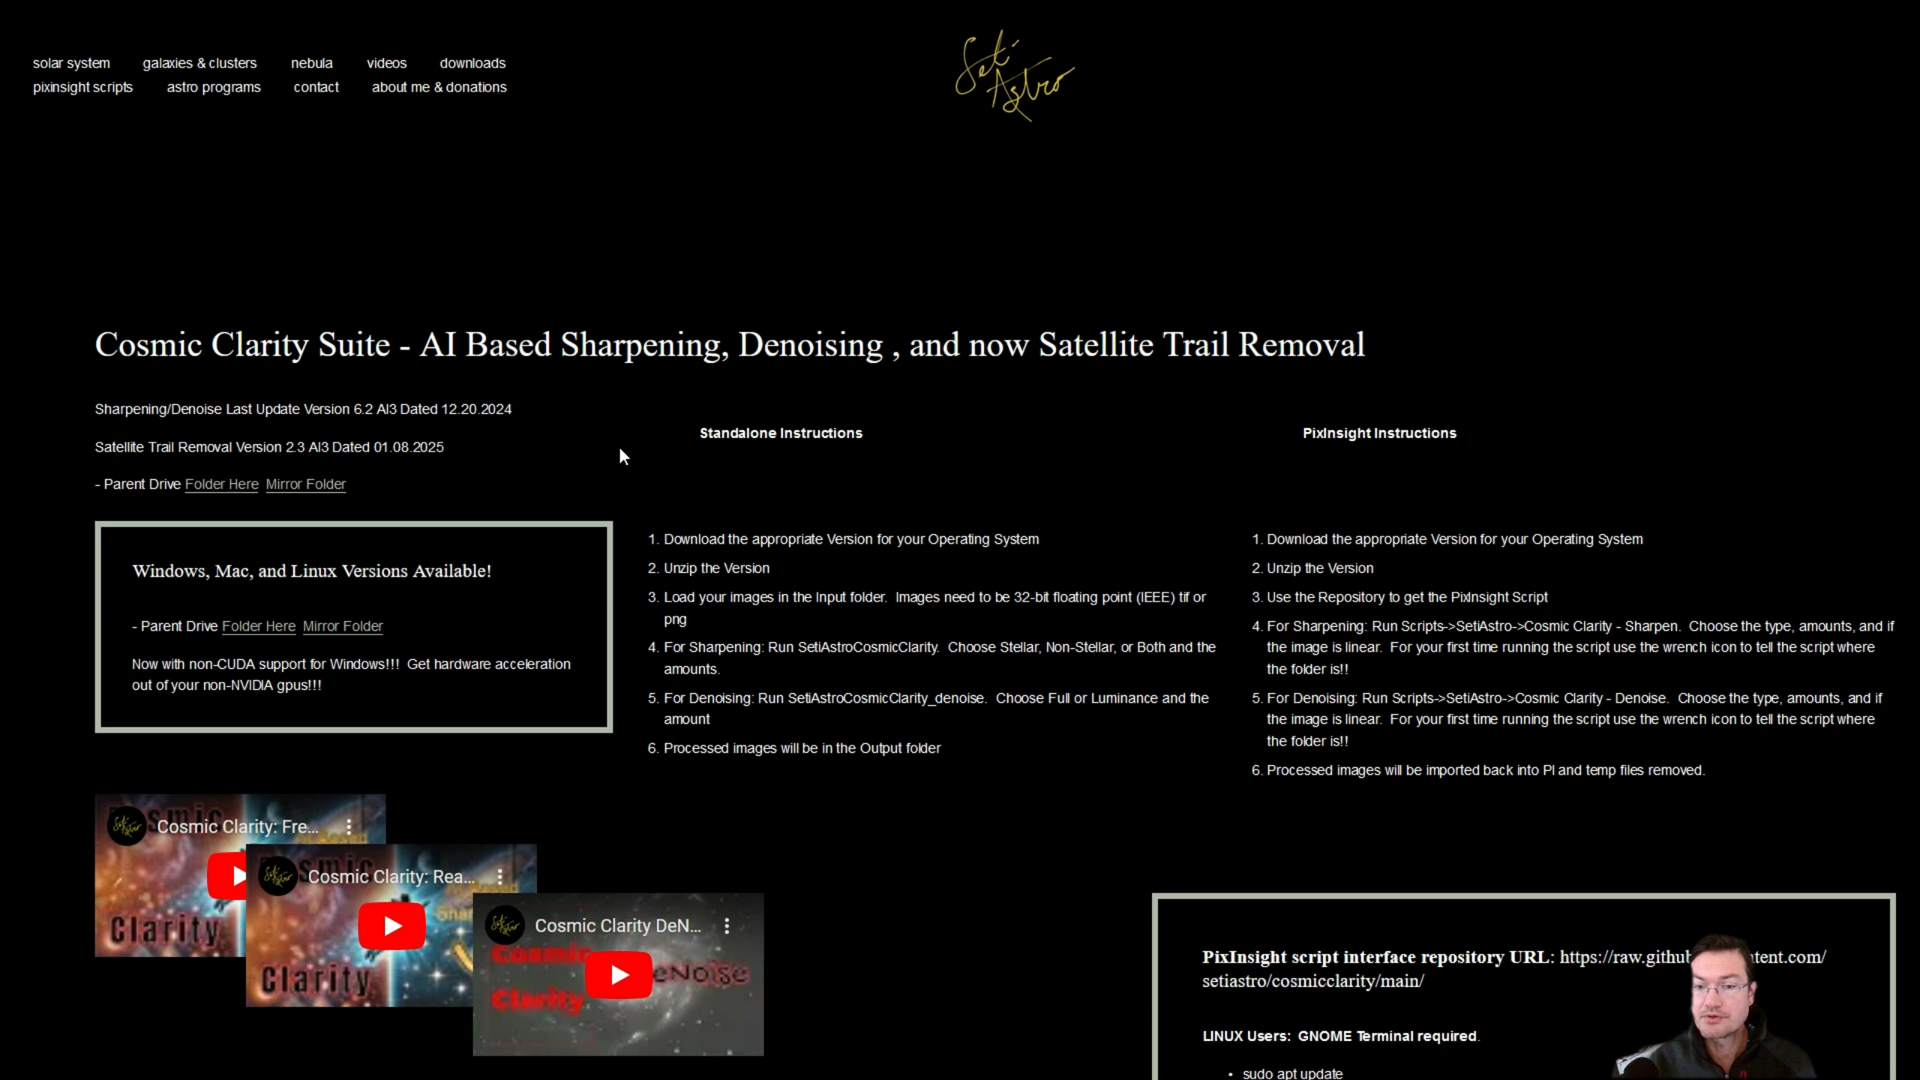 solar system galaxies & clusters nebula videos downloads
pixinsight scripts astro programs contact about me & donations
Seti
Astro
Cosmic Clarity Suite - AI Based Sharpening, Denoising , and now Satellite Trail Removal
Sharpening/Denoise Last Update Version 6.2 AI3 Dated 12.20.2024
Satellite Trail Removal Version 2.3 AI3 Dated 01.08.2025
- Parent Drive Folder Here Mirror Folder
Windows, Mac, and Linux Versions Available!
- Parent Drive Folder Here Mirror Folder
Now with non-CUDA support for Windows!!! Get hardware acceleration
out of your non-NVIDIA gpus!!!
Standalone Instructions
1. Download the appropriate Version for your Operating System
2. Unzip the Version
3. Load your images in the Input folder. Images need to be 32-bit floating point (IEEE) tif or
png
4. For Sharpening: Run SetiAstroCosmicClarity. Choose Stellar, Non-Stellar, or Both and the
amounts.
5. For Denoising: Run SetiAstroCosmicClarity_denoise. Choose Full or Luminance and the
amount
6. Processed images will be in the Output folder
PixInsight Instructions
1. Download the appropriate Version for your Operating System
2. Unzip the Version
3. Use the Repository to get the PixInsight Script
4. For Sharpening: Run Scripts->SetiAstro->Cosmic Clarity - Sharpen. Choose the type, amounts, and if
the image is linear. For your first time running the script use the wrench icon to tell the script where
the folder is!!
5. For Denoising: Run Scripts->SetiAstro->Cosmic Clarity - Denoise. Choose the type, amounts, and if
the image is linear. For your first time running the script use the wrench icon to tell the script where
the folder is!!
6. Processed images will be imported back into PI and temp files removed.
Cosmic Clarity: Fre...
Clarity
Cosmic Clarity: Rea...
Clarity
Cosmic Clarity DeN...
Cosmic eNoise
Clarity
PixInsight script interface repository URL: https://raw.github tent.com/
setiastro/cosmicclarity/main/
LINUX Users: GNOME Terminal required.
• sudo apt update